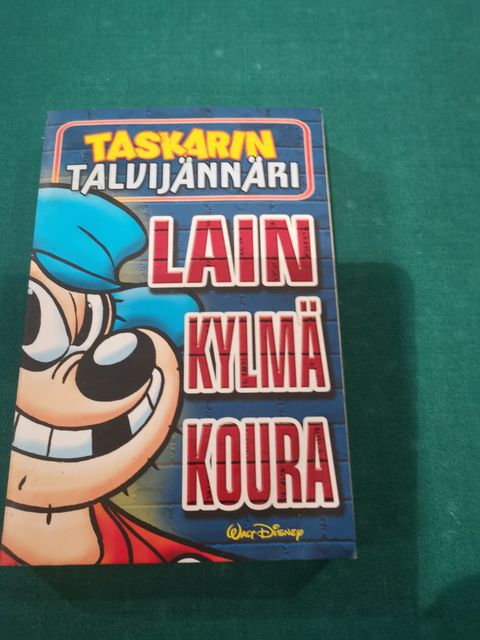 TASKARIN
TALVIJÄNNÄRI
LAIN
KYLMÄ
KOURA
WALT DISNEY